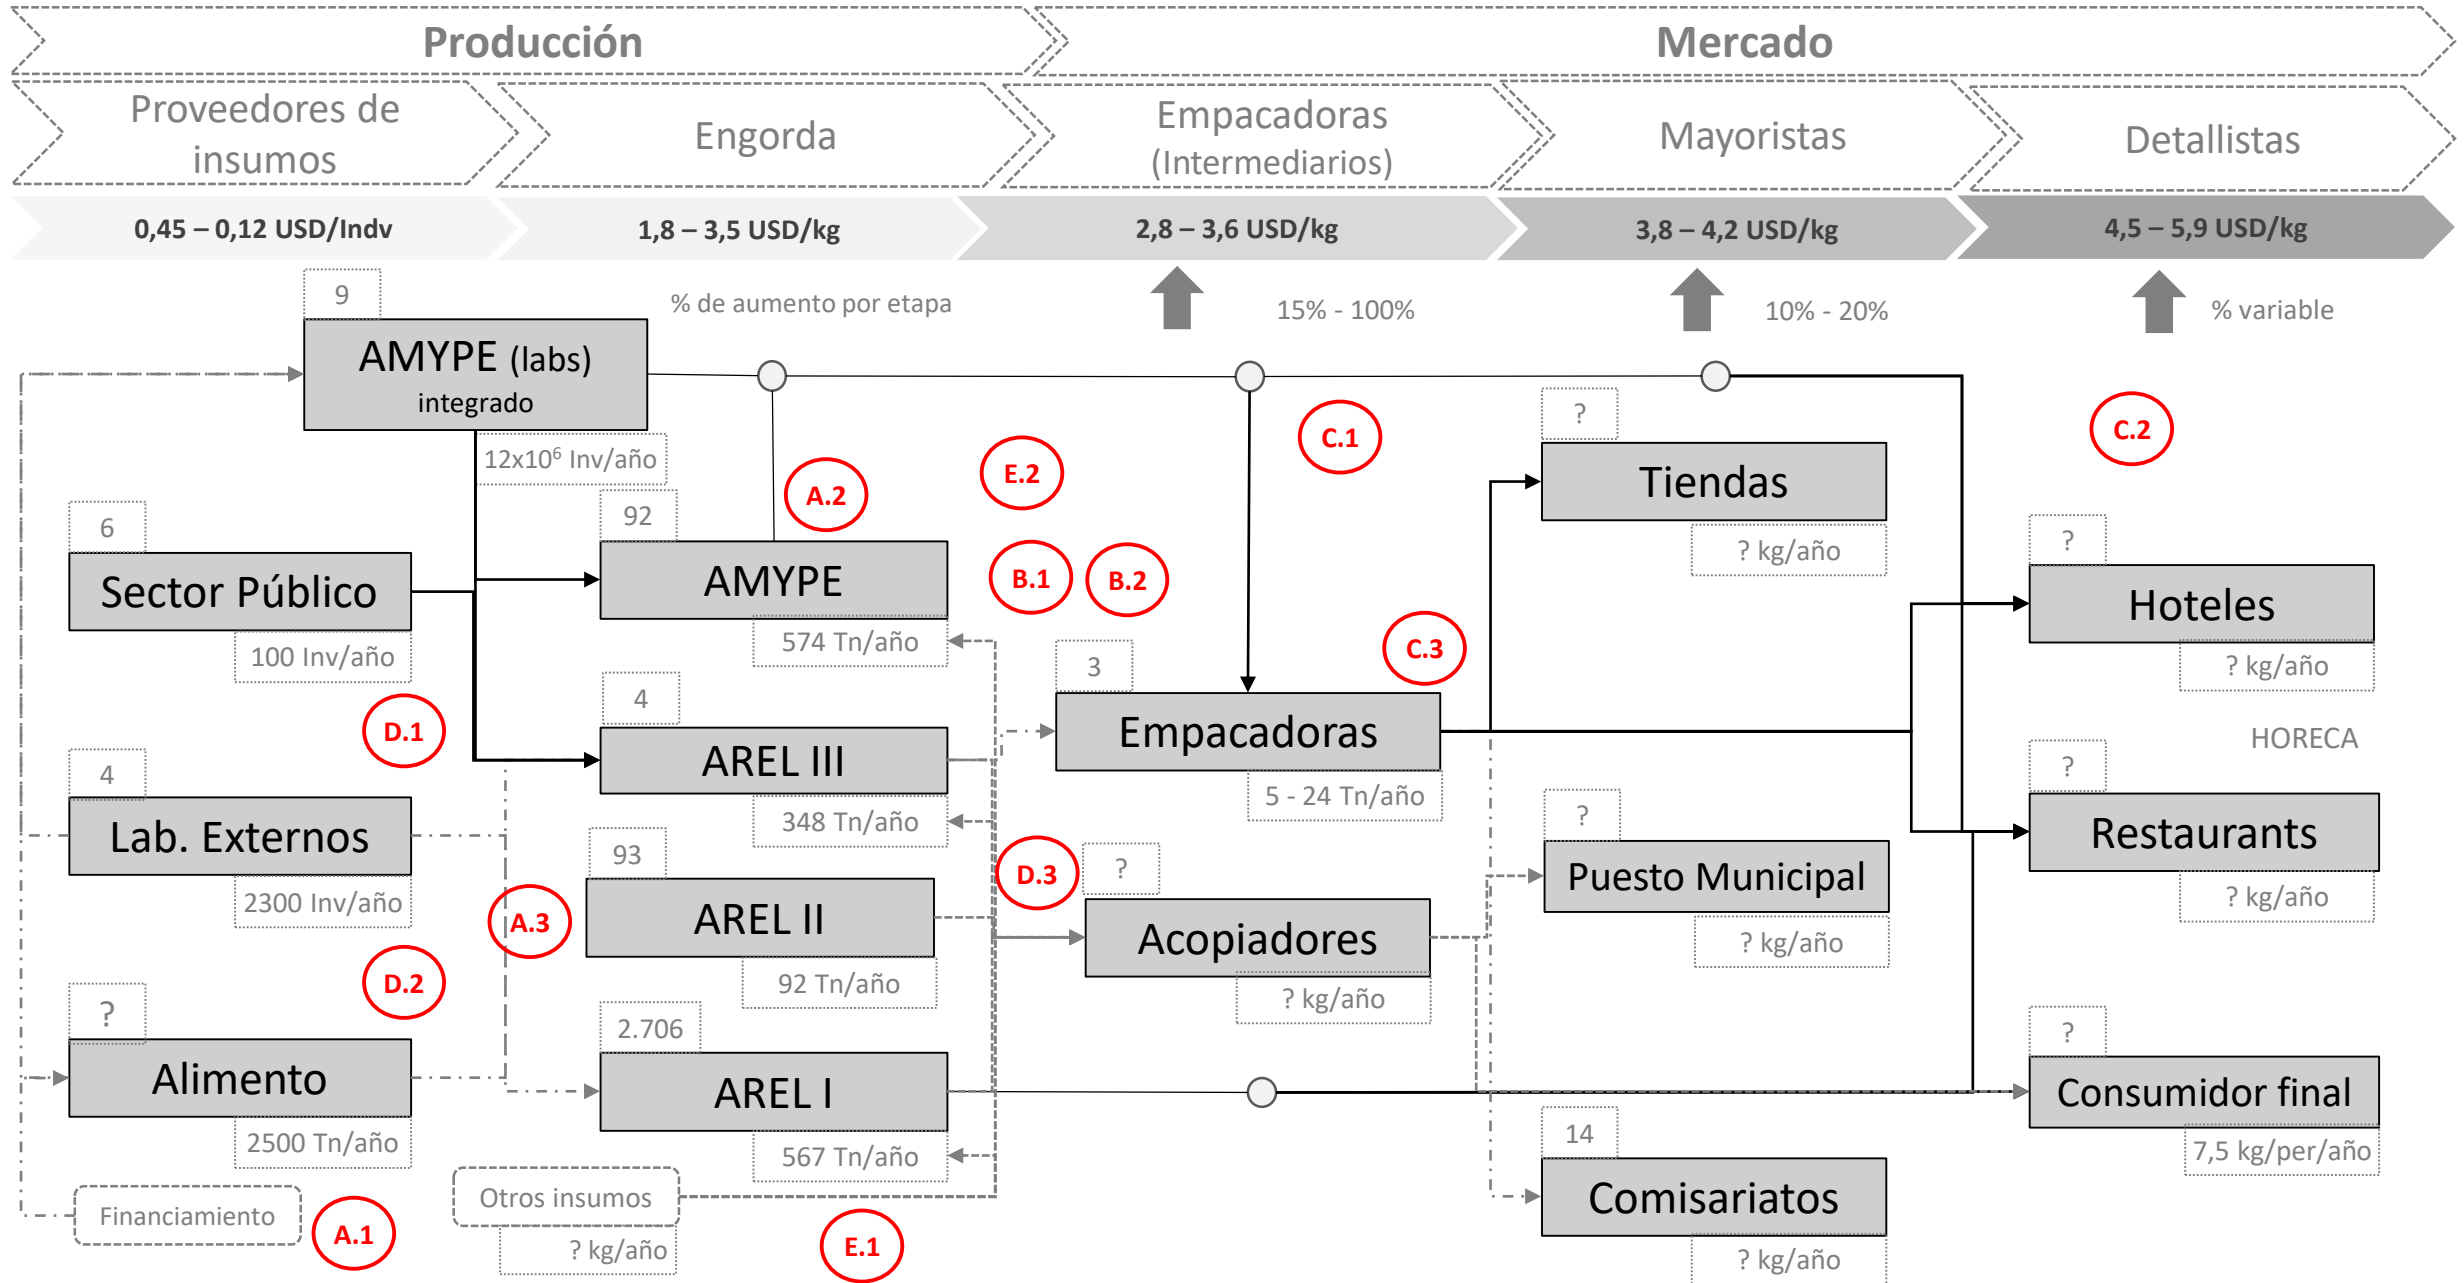 Producción
Mercado
Proveedores de
insumos
Engorda
Empacadoras
(Intermediarios)
Mayoristas
Detallistas
0,45 – 0,12 USD/Indv
1,8 – 3,5 USD/kg
2,8 – 3,6 USD/kg
3,8 – 4,2 USD/kg
4,5 – 5,9 USD/kg
% de aumento por etapa
15% - 100%
10% - 20%
% variable
9
AMYPE (labs)
integrado
12x10⁶ Inv/año
6
Sector Público
100 Inv/año
D.1
4
Lab. Externos
2300 Inv/año
D.2
?
Alimento
2500 Tn/año
Financiamiento
A.1
A.2
92
AMYPE
574 Tn/año
4
AREL III
348 Tn/año
93
AREL II
92 Tn/año
A.3
2.706
AREL I
567 Tn/año
Otros insumos
? kg/año
E.1
E.2
B.1
B.2
C.1
C.3
3
Empacadoras
5 - 24 Tn/año
D.3
?
Acopiadores
? kg/año
?
Tiendas
? kg/año
?
Puesto Municipal
? kg/año
14
Comisariatos
? kg/año
C.2
?
Hoteles
? kg/año
HORECA
?
Restaurants
? kg/año
?
Consumidor final
7,5 kg/per/año